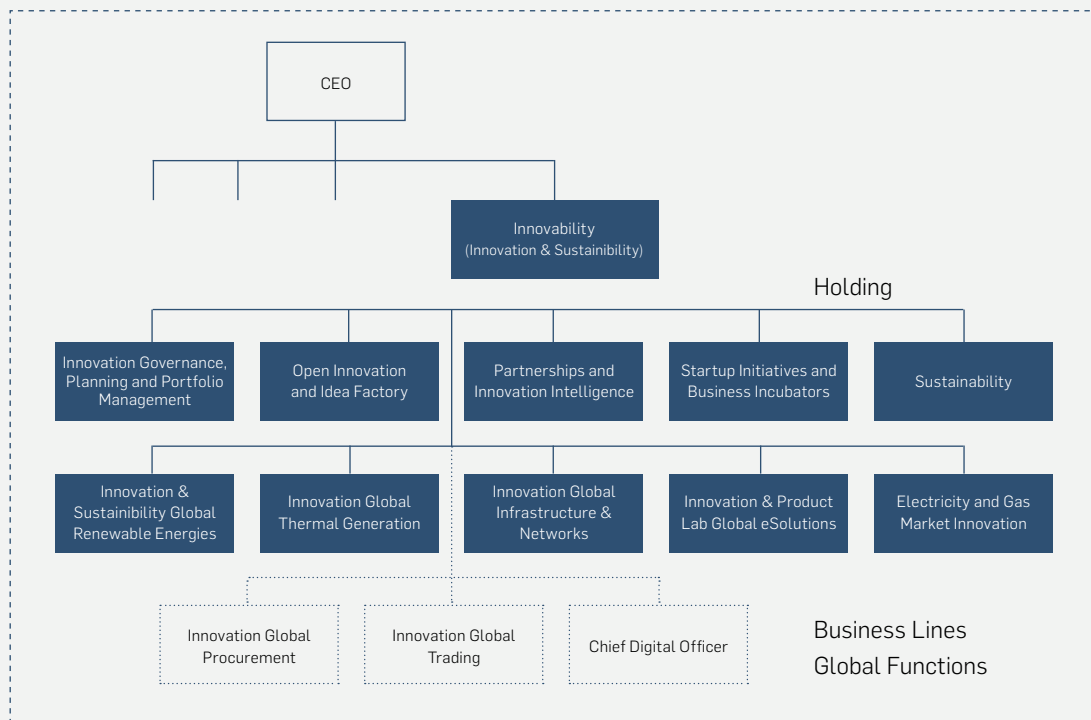 CEO
Innovability
(Innovation & Sustainibility)
Holding
Innovation Governance,
Planning and Portfolio
Management
Open Innovation
and Idea Factory
Partnerships and
Innovation Intelligence
Startup Initiatives and
Business Incubators
Sustainability
Innovation &
Sustainibility Global
Renewable Energies
Innovation Global
Thermal Generation
Innovation Global
Infrastructure &
Networks
Innovation & Product
Lab Global eSolutions
Electricity and Gas
Market Innovation
Innovation Global
Procurement
Innovation Global
Trading
Chief Digital Officer
Business Lines
Global Functions